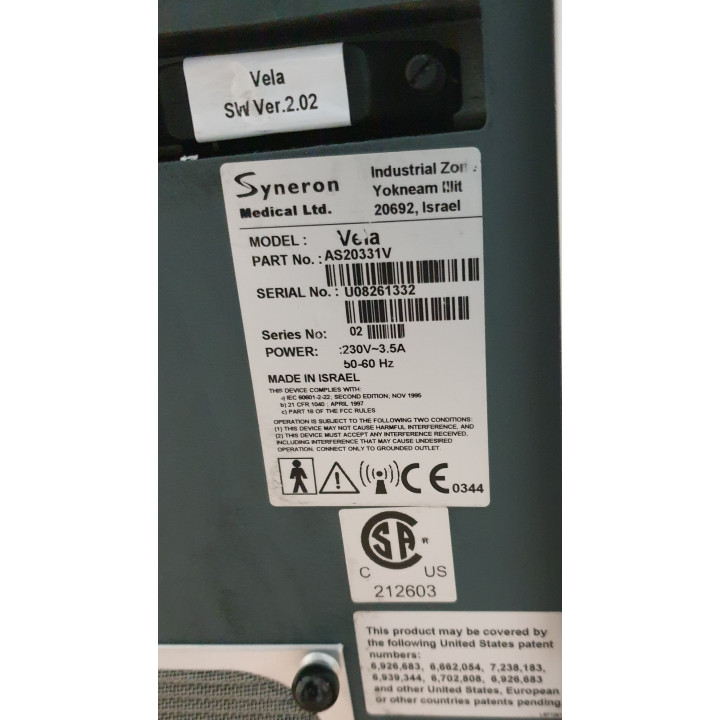 Vela
SW Ver.2.02
Syneron
Medical Ltd.
Industrial Zon
Yokneam Illit
20692, Israel
MODEL : Vela
PART No. : AS20331V
SERIAL No. : U08261332
Series No: 02
POWER: :230V~3.5A
50-60 Hz
MADE IN ISRAEL
THIS DEVICE COMPLIES WITH:
a) IEC 60601-2-22; SECOND EDITION; NOV 1995
b) 21 CFR 1040 ; APRIL 1997
c) PART 18 OF THE FCC RULES
OPERATION IS SUBJECT TO THE FOLLOWING TWO CONDITIONS:
(1) THIS DEVICE MAY NOT CAUSE HARMFUL INTERFERENCE, AND
(2) THIS DEVICE MUST ACCEPT ANY INTERFERENCE RECEIVED,
INCLUDING INTERFERENCE THAT MAY CAUSE UNDESIRED
OPERATION. CONNECT ONLY TO GROUNDED OUTLET.
CE 0344
CSA ®
C US
212603
This product may be covered by
the following United States patent
numbers:
6,926,683, 6,662,054, 7,238,183,
6,939,344, 6,702,808, 6,926,683
and other United States, European
or other countries patents pending